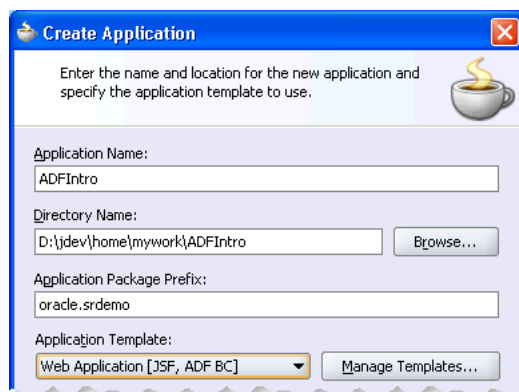 Create Application
Enter the name and location for the new application and
specify the application template to use.
Application Name:
ADFIntro
Directory Name:
D:\jdev\home\mywork\ADFIntro
Browse...
Application Package Prefix:
oracle.srdemo
Application Template:
Web Application [JSF, ADF BC]
Manage Templates...